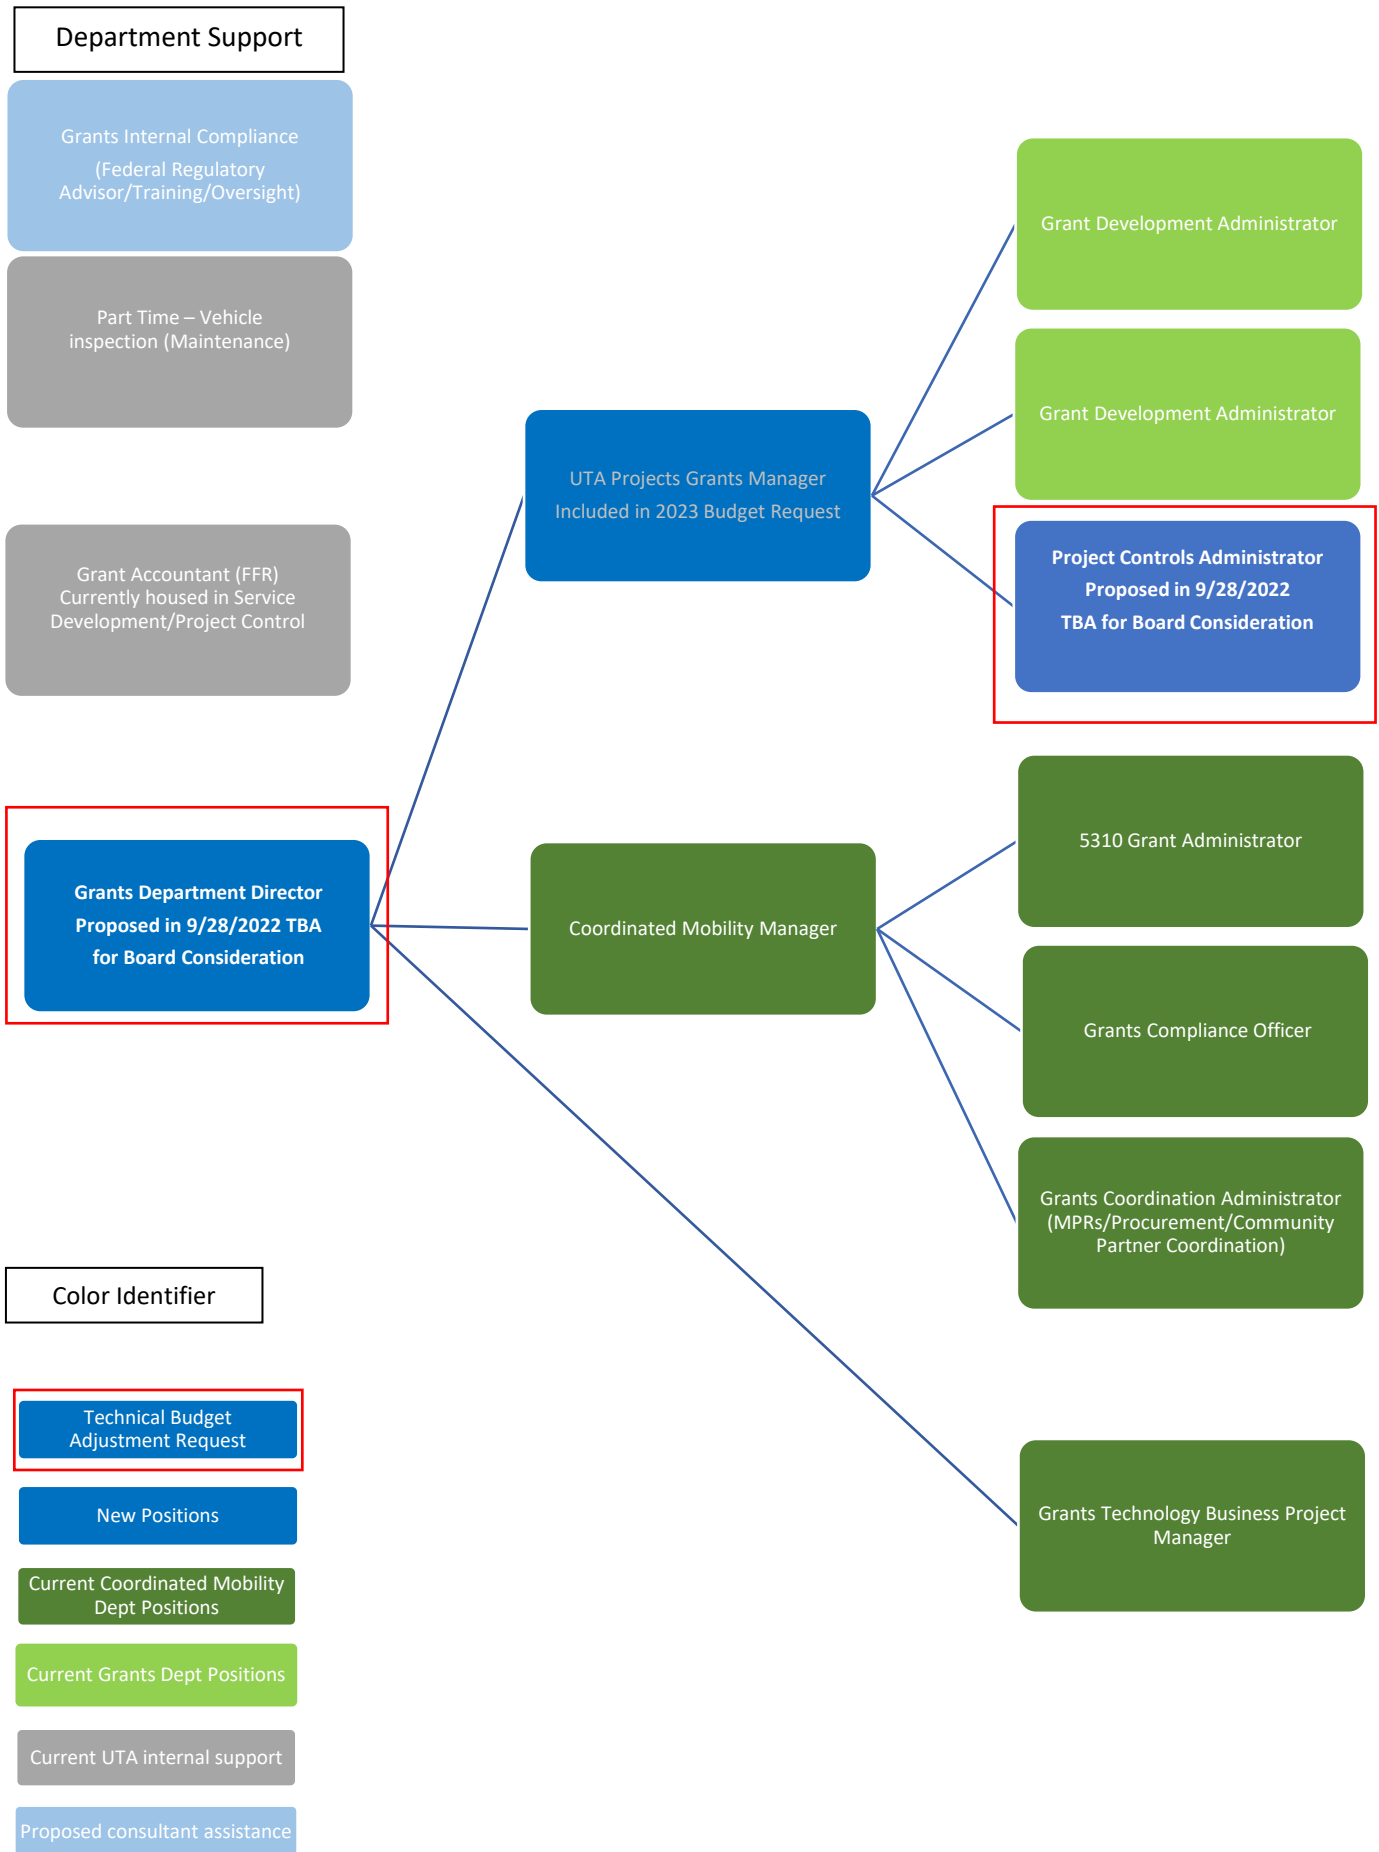 Department Support
Grants Internal Compliance
(Federal Regulatory
Advisor/Training/Oversight)
Part Time – Vehicle
inspection (Maintenance)
Grant Accountant (FFR)
Currently housed in Service
Development/Project Control
Grants Department Director
Proposed in 9/28/2022 TBA
for Board Consideration
UTA Projects Grants Manager
Included in 2023 Budget Request
Coordinated Mobility Manager
Grant Development Administrator
Grant Development Administrator
Project Controls Administrator
Proposed in 9/28/2022
TBA for Board Consideration
5310 Grant Administrator
Grants Compliance Officer
Grants Coordination Administrator
(MPRs/Procurement/Community
Partner Coordination)
Grants Technology Business Project
Manager
Color Identifier
Technical Budget
Adjustment Request
New Positions
Current Coordinated Mobility
Dept Positions
Current Grants Dept Positions
Current UTA internal support
Proposed consultant assistance